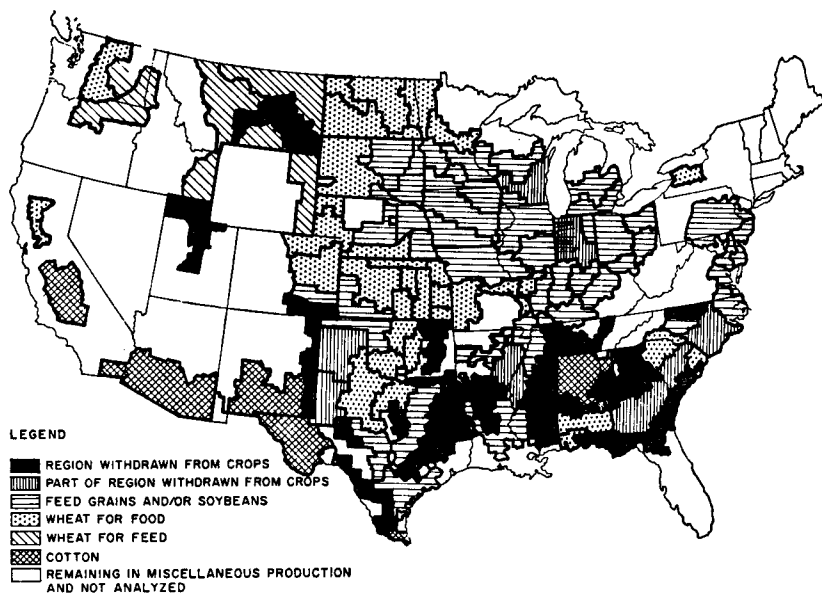 LEGEND
REGION WITHDRAWN FROM CROPS
PART OF REGION WITHDRAWN FROM CROPS
FEED GRAINS AND/OR SOYBEANS
WHEAT FOR FOOD
WHEAT FOR FEED
COTTON
REMAINING IN MISCELLANEOUS PRODUCTION
AND NOT ANALYZED